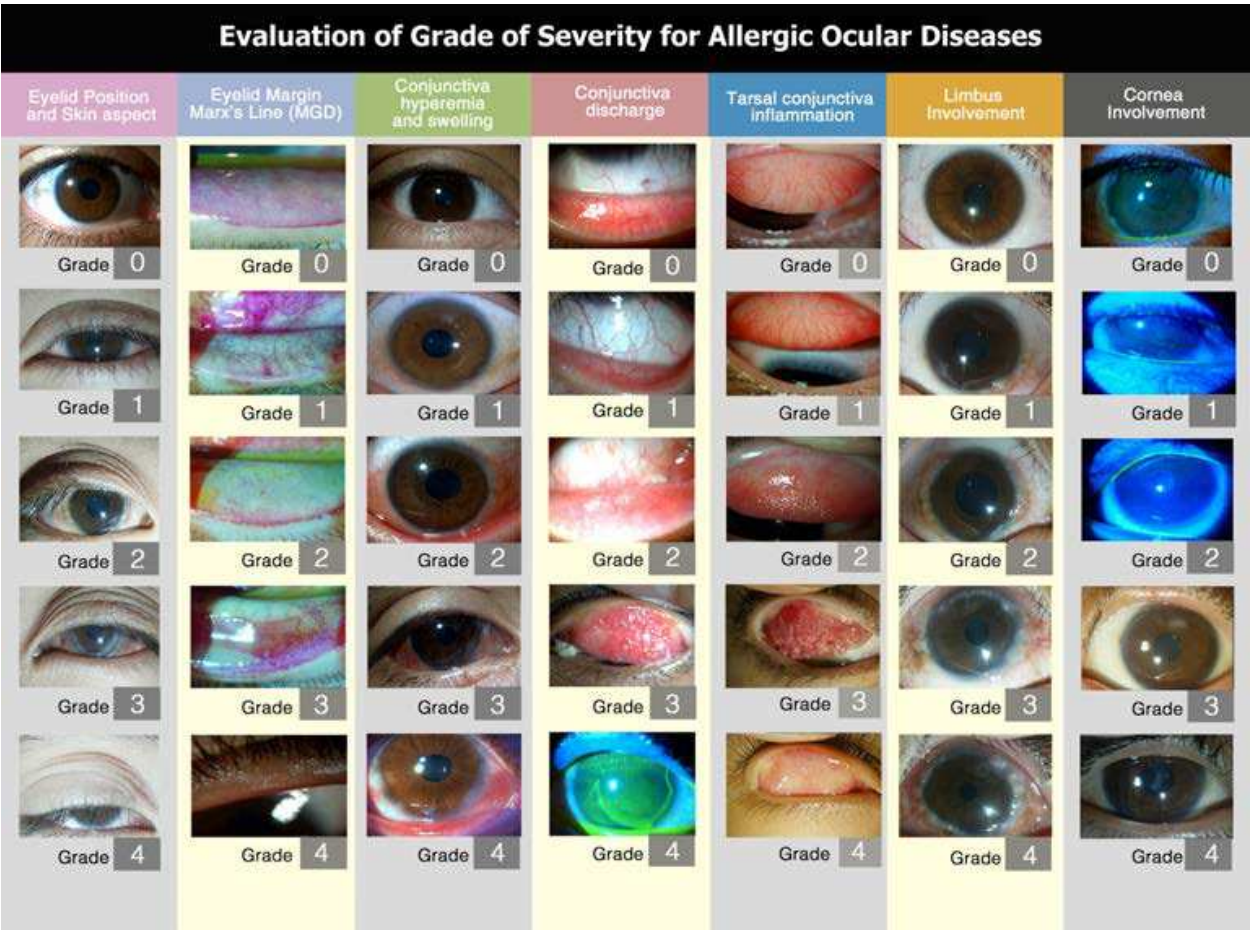 Evaluation of Grade of Severity for Allergic Ocular Diseases
Eyelid Position
and Skin aspect
Eyelid Margin
Marx's Line (MGD)
Conjunctiva
hyperemia
and swelling
Conjunctiva
discharge
Tarsal conjunctiva
inflammation
Limbus
Involvement
Cornea
Involvement
Grade 0
Grade 0
Grade 0
Grade 0
Grade 0
Grade 0
Grade 0
Grade 1
Grade 1
Grade 1
Grade 1
Grade 1
Grade 1
Grade 1
Grade 2
Grade 2
Grade 2
Grade 2
Grade 2
Grade 2
Grade 2
Grade 3
Grade 3
Grade 3
Grade 3
Grade 3
Grade 3
Grade 3
Grade 4
Grade 4
Grade 4
Grade 4
Grade 4
Grade 4
Grade 4